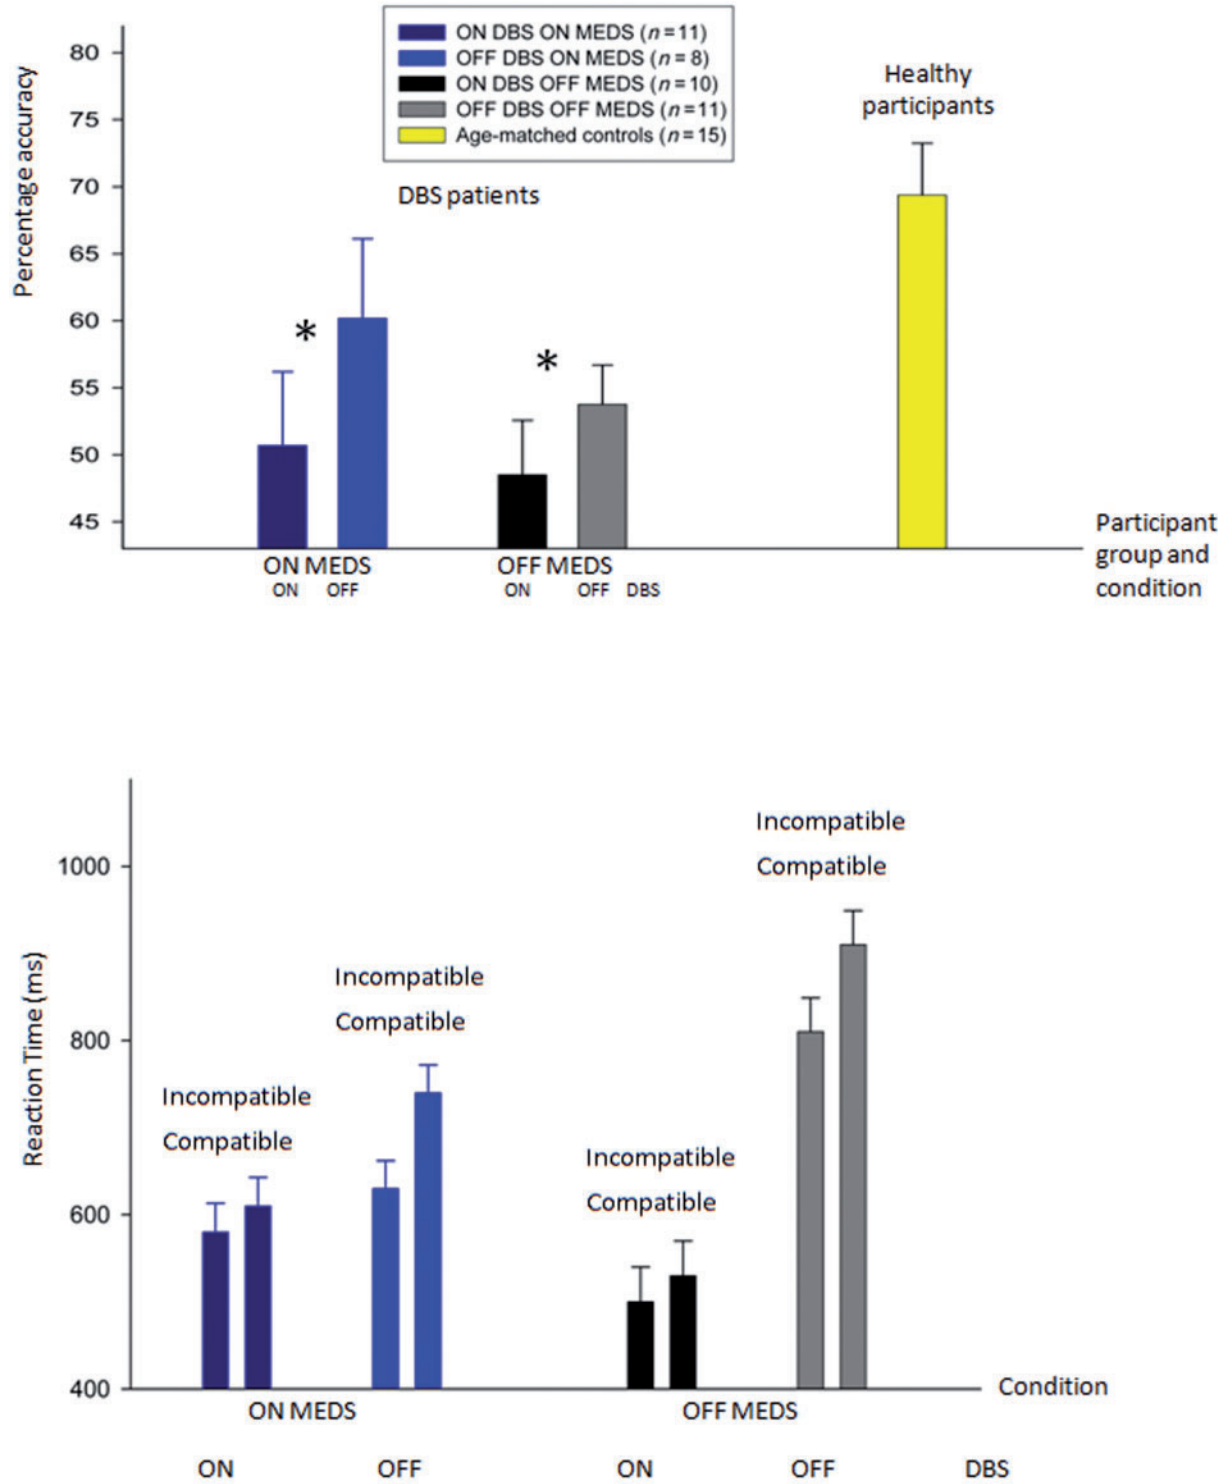 ON DBS ON MEDS (n=11)
OFF DBS ON MEDS (n=8)
ON DBS OFF MEDS (n=10)
OFF DBS OFF MEDS (n=11)
Age-matched controls (n=15)
Percentage accuracy
80
75
70
65
60
55
50
45
DBS patients
Healthy
participants
*
*
ON MEDS
ON OFF
OFF MEDS
ON OFF DBS
Participant
group and
condition
Reaction Time (ms)
1000
800
600
400
Incompatible
Compatible
Incompatible
Compatible
Incompatible
Compatible
Incompatible
Compatible
Condition
ON MEDS OFF MEDS
ON OFF ON OFF DBS